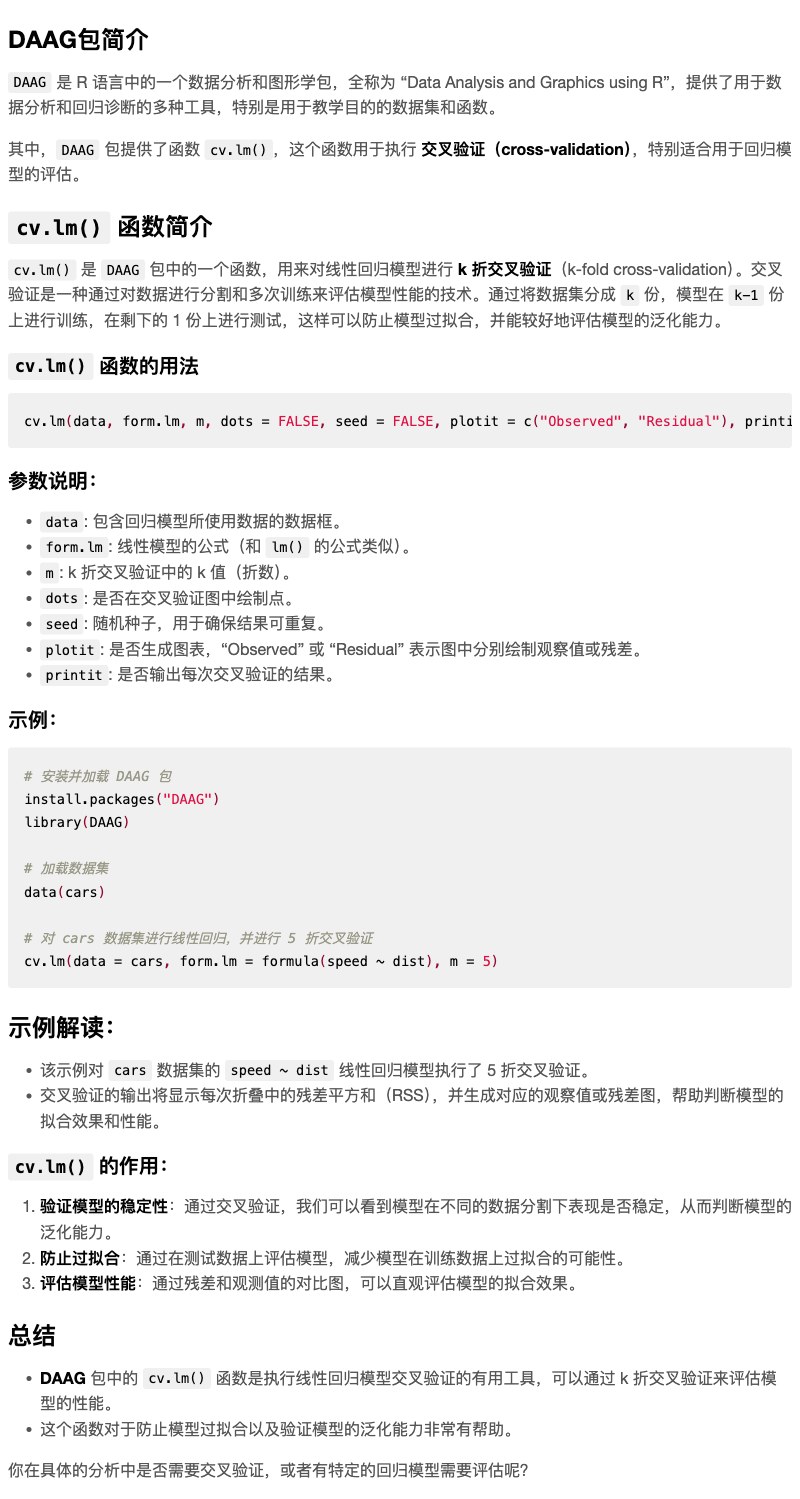 DAAG包简介
DAAG 是 R 语言中的一个数据分析和图形学包，全称为 “Data Analysis and Graphics using R”，提供了用于数
据分析和回归诊断的多种工具，特别是用于教学目的的数据集和函数。
其中，DAAG 包提供了函数 cv.lm()，这个函数用于执行 交叉验证（cross-validation），特别适合用于回归模
型的评估。
cv.lm() 函数简介
cv.lm() 是 DAAG 包中的一个函数，用来对线性回归模型进行 k 折交叉验证（k-fold cross-validation）。交叉
验证是一种通过对数据进行分割和多次训练来评估模型性能的技术。通过将数据集分成 k 份，模型在 k-1 份
上进行训练，在剩下的 1 份上进行测试，这样可以防止模型过拟合，并能较好地评估模型的泛化能力。
cv.lm() 函数的用法
cv.lm(data, form.lm, m, dots = FALSE, seed = FALSE, plotit = c("Observed", "Residual"), printi
参数说明：
• data: 包含回归模型所使用数据的数据框。
• form.lm: 线性模型的公式（和 lm() 的公式类似）。
• m: k 折交叉验证中的 k 值（折数）。
• dots: 是否在交叉验证图中绘制点。
• seed: 随机种子，用于确保结果可重复。
• plotit: 是否生成图表，“Observed” 或 “Residual” 表示图中分别绘制观察值或残差。
• printit: 是否输出每次交叉验证的结果。
示例：
# 安装并加载 DAAG 包
install.packages("DAAG")
library(DAAG)
# 加载数据集
data(cars)
# 对 cars 数据集进行线性回归，并进行 5 折交叉验证
cv.lm(data = cars, form.lm = formula(speed ~ dist), m = 5)
示例解读：
• 该示例对 cars 数据集的 speed ~ dist 线性回归模型执行了 5 折交叉验证。
• 交叉验证的输出将显示每次折叠中的残差平方和（RSS），并生成对应的观察值或残差图，帮助判断模型的
拟合效果和性能。
cv.lm() 的作用：
1. 验证模型的稳定性：通过交叉验证，我们可以看到模型在不同的数据分割下表现是否稳定，从而判断模型的
泛化能力。
2. 防止过拟合：通过在测试数据上评估模型，减少模型在训练数据上过拟合的可能性。
3. 评估模型性能：通过残差和观测值的对比图，可以直观评估模型的拟合效果。
总结
• DAAG 包中的 cv.lm() 函数是执行线性回归模型交叉验证的有用工具，可以通过 k 折交叉验证来评估模
型的性能。
• 这个函数对于防止模型过拟合以及验证模型的泛化能力非常有帮助。
你在具体的分析中是否需要交叉验证，或者有特定的回归模型需要评估呢？